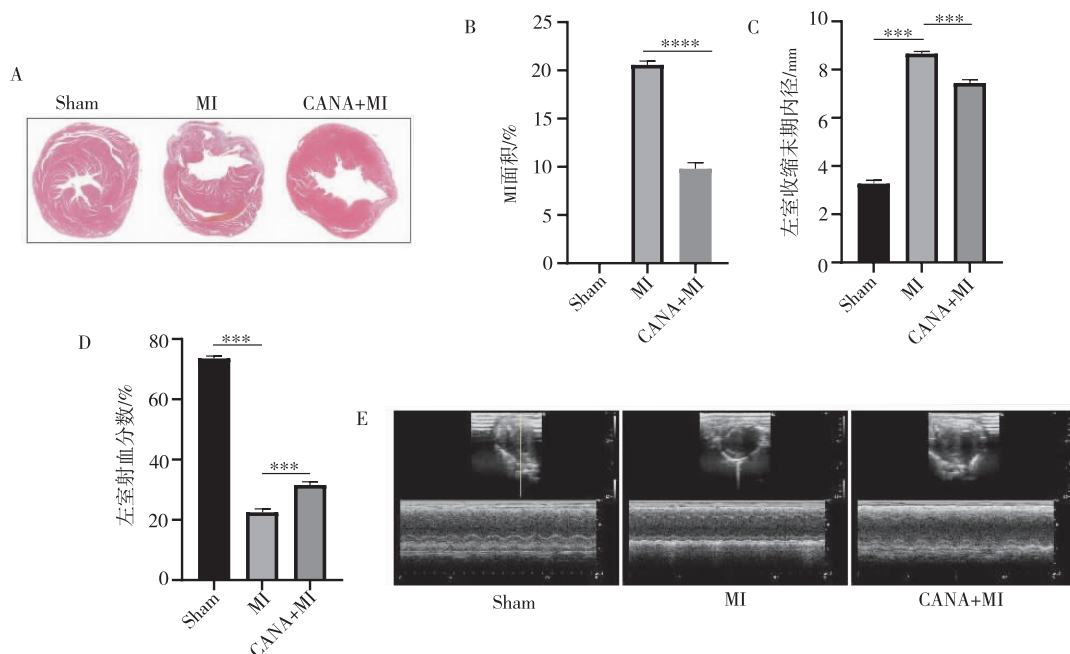 A
Sham
MI
CANA+MI
B
MI面积/%
25
20
15
10
5
0
****
Sham
MI
CANA+MI
C
左室收缩末期内径/mm
10
8
6
4
2
0
***
***
Sham
MI
CANA+MI
D
左室射血分数/%
80
60
40
20
0
***
***
Sham
MI
CANA+MI
E
Sham
MI
CANA+MI